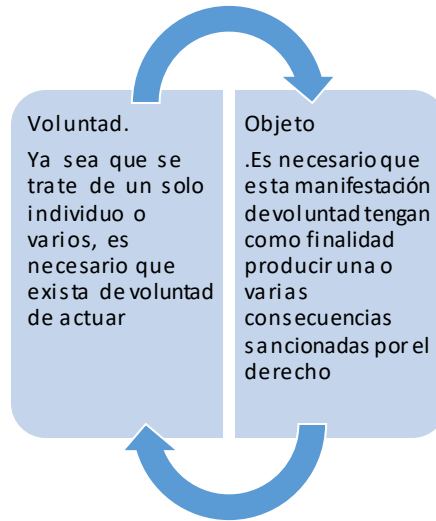 Voluntad.
Ya sea que se
trate de un solo
individuo o
varios, es
necesario que
exista de voluntad
de actuar
Objeto
.Es necesario que
esta manifestación
de voluntad tengan
como finalidad
producir una o
varias
consecuencias
sancionadas por el
derecho